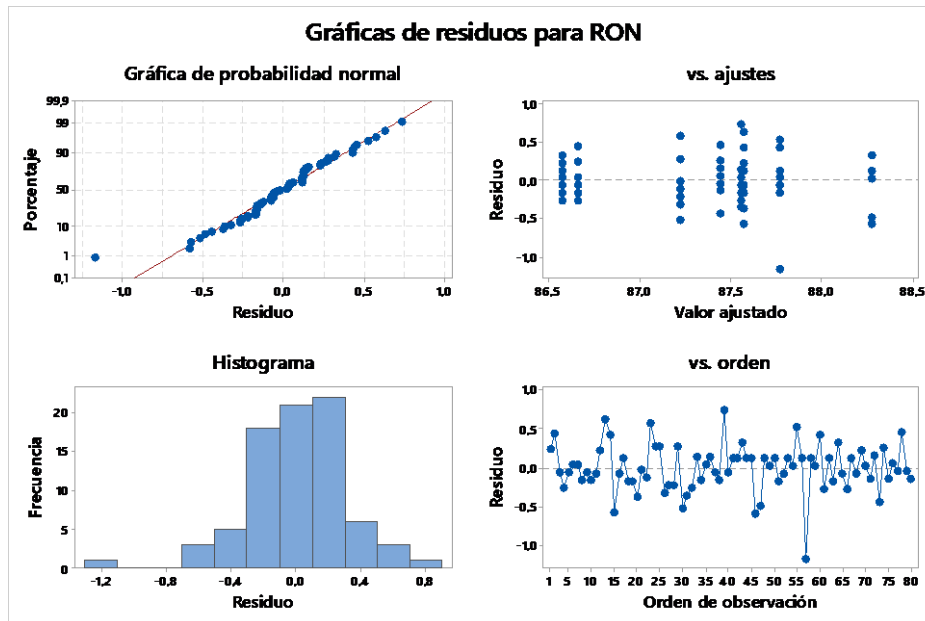 Gráficas de residuos para RON
Gráfica de probabilidad normal
99,9
99
90
50
10
1
0,1
Porcentaje
-1,0
-0,5
0,0
0,5
1,0
Residuo
vs. ajustes
1,0
0,5
0,0
-0,5
-1,0
Residuo
86,5
87,0
87,5
88,0
88,5
Valor ajustado
Histograma
20
15
10
5
0
Frecuencia
-1,2
-0,8
-0,4
0,0
0,4
0,8
Residuo
vs. orden
1,0
0,5
0,0
-0,5
-1,0
Residuo
1 5 10 15 20 25 30 35 40 45 50 55 60 65 70 75 80
Orden de observación